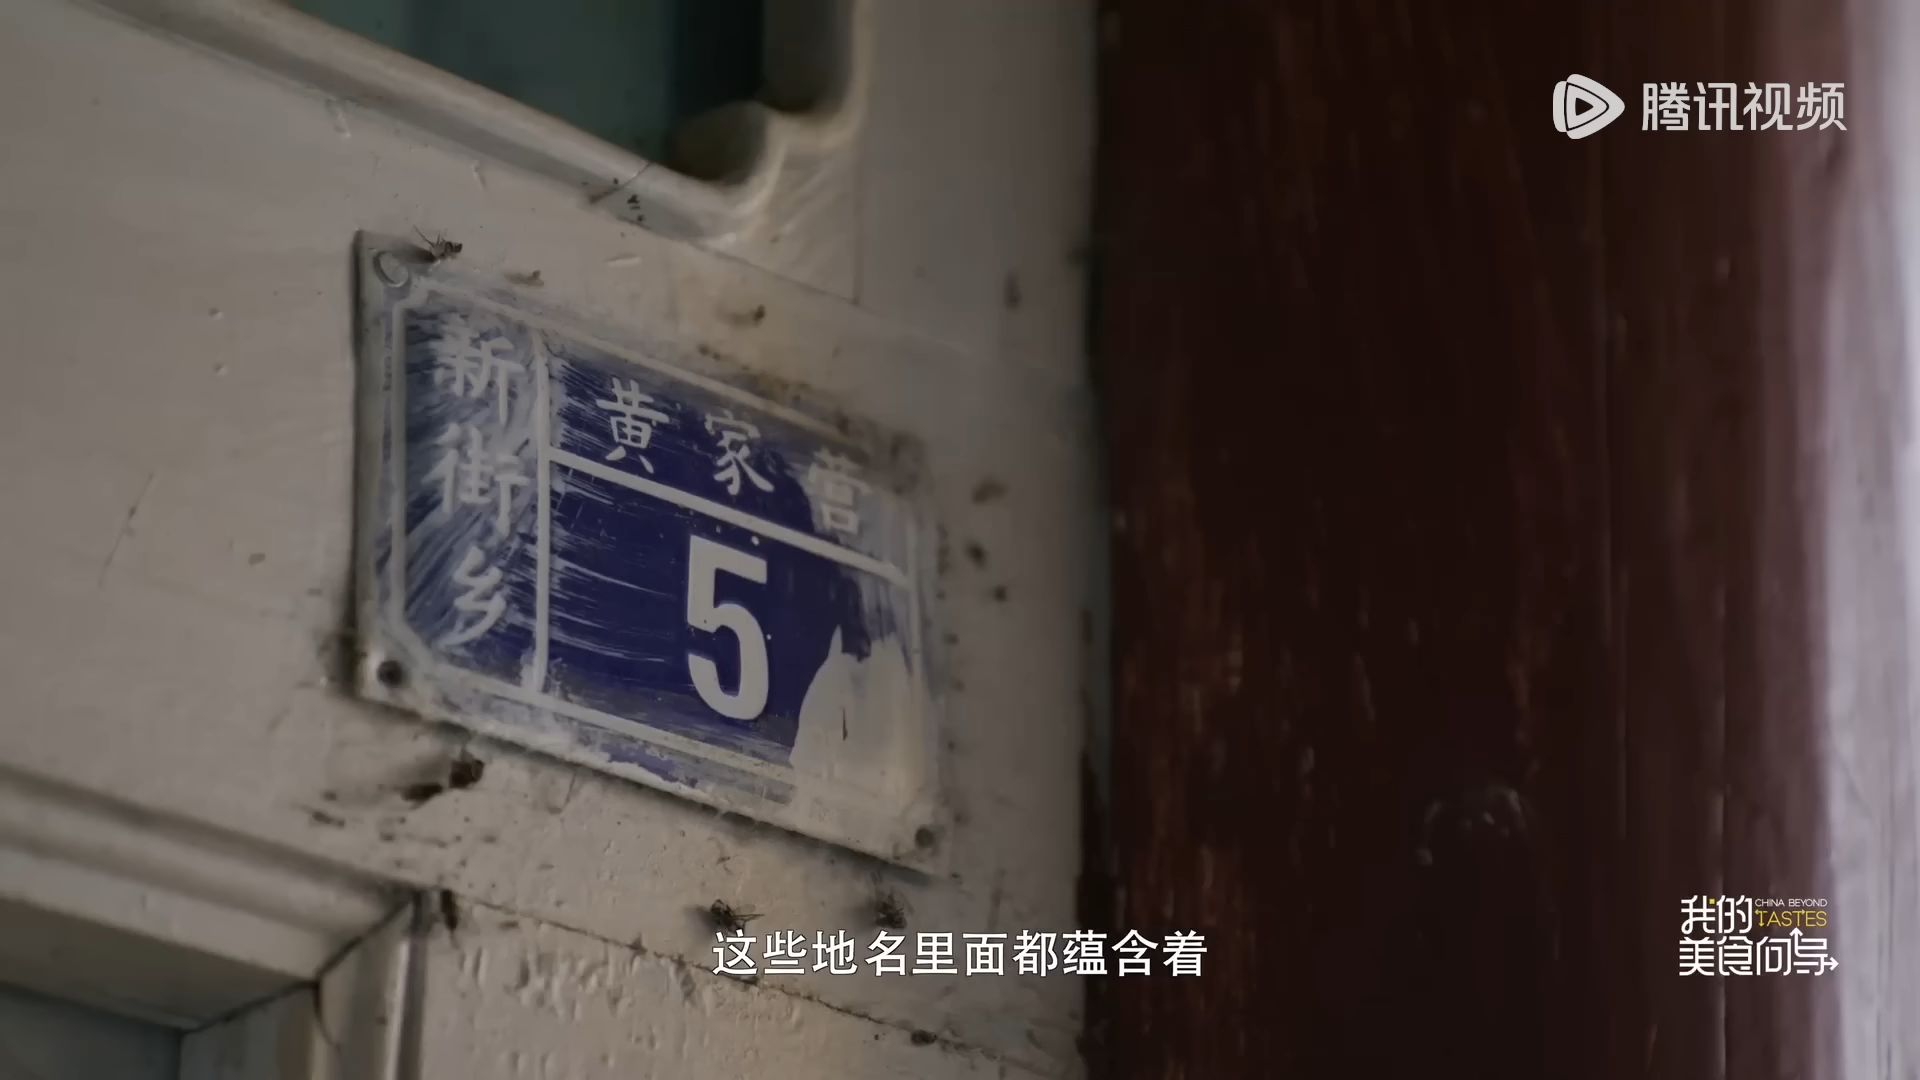 腾讯视频
新街乡
黄家营
5
我的
CHINA BEYOND
TASTES
美食向导
这些地名里面都蕴含着